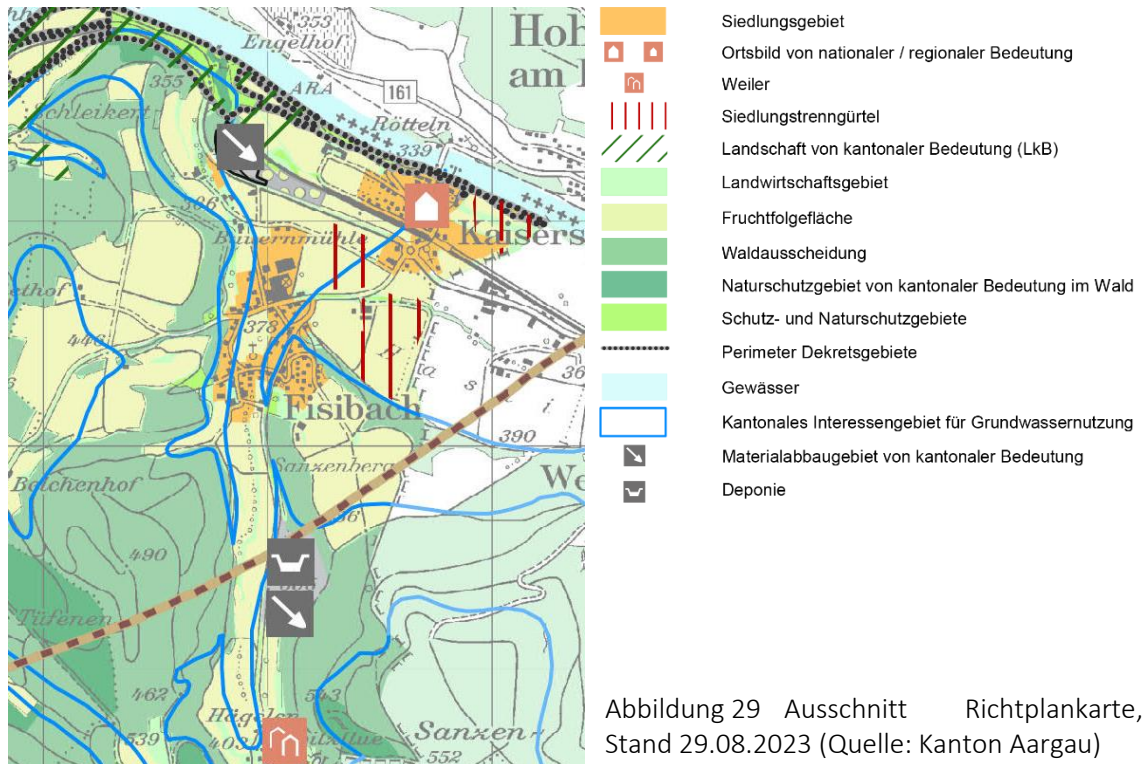 353
Engelhof
Hoh
am
355
ARA
161
Schleikert
Rötteln
339
366
Kaisers
Buuernmühle
thof
446
378
36
Fisibach
390
Sanzenberg
We
Bolchenhof
490
Tüfenen
462
543
Hägelen
Sanzen-
539
403
552
Siedlungsgebiet
Ortsbild von nationaler / regionaler Bedeutung
Weiler
Siedlungstrenngürtel
Landschaft von kantonaler Bedeutung (LkB)
Landwirtschaftsgebiet
Fruchtfolgefläche
Waldausscheidung
Naturschutzgebiet von kantonaler Bedeutung im Wald
Schutz- und Naturschutzgebiete
Perimeter Dekretsgebiete
Gewässer
Kantonales Interessengebiet für Grundwassernutzung
Materialabbaugebiet von kantonaler Bedeutung
Deponie
Abbildung 29 Ausschnitt Richtplankarte,
Stand 29.08.2023 (Quelle: Kanton Aargau)